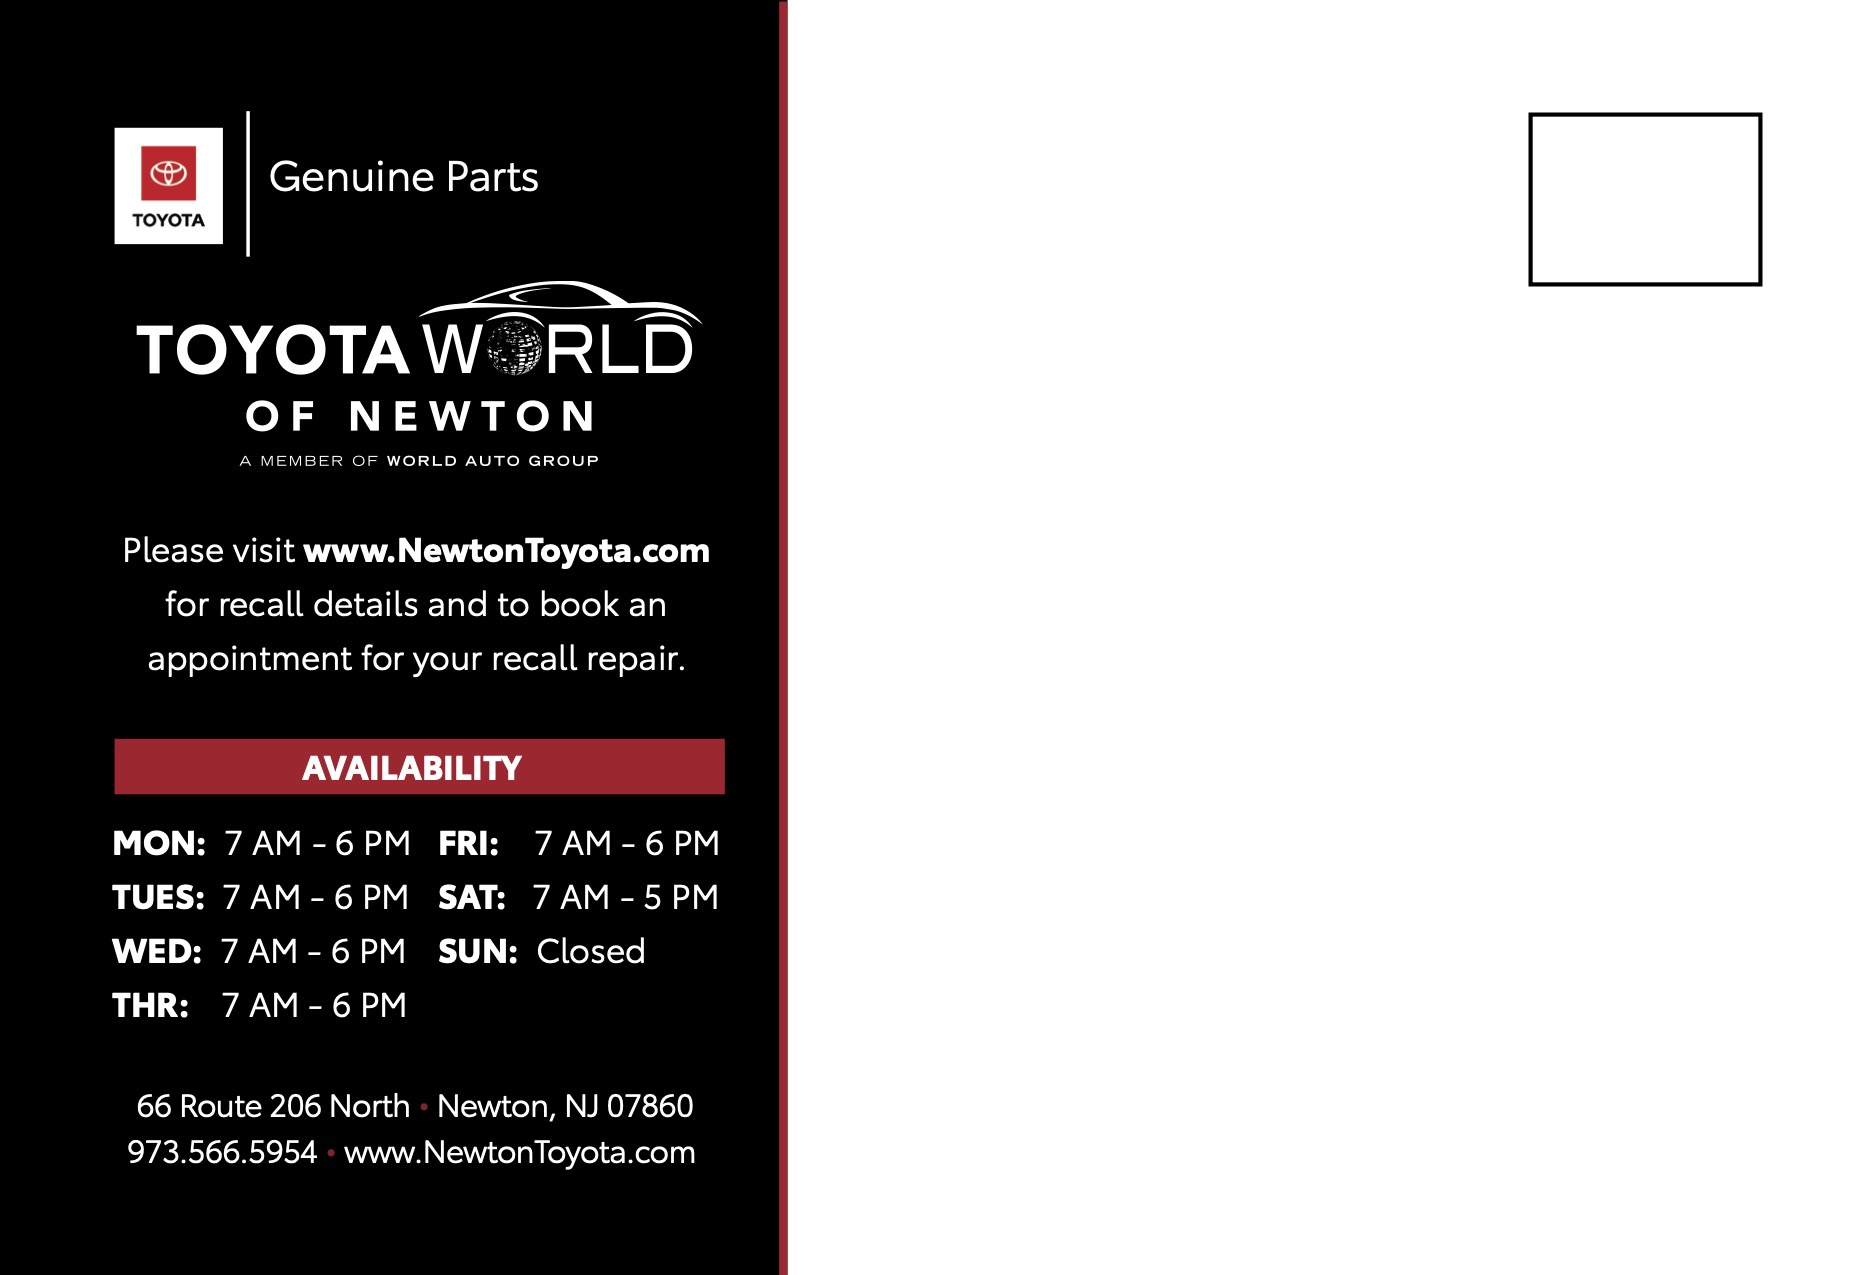 TOYOTA
Genuine Parts
TOYOTA WORLD
OF NEWTON
A MEMBER OF WORLD AUTO GROUP
Please visit www.NewtonToyota.com
for recall details and to book an
appointment for your recall repair.
AVAILABILITY
MON: 7 AM - 6 PM FRI: 7 AM - 6 PM
TUES: 7 AM - 6 PM SAT: 7 AM - 5 PM
WED: 7 AM - 6 PM SUN: Closed
THR: 7 AM - 6 PM
66 Route 206 North • Newton, NJ 07860
973.566.5954 • www.NewtonToyota.com